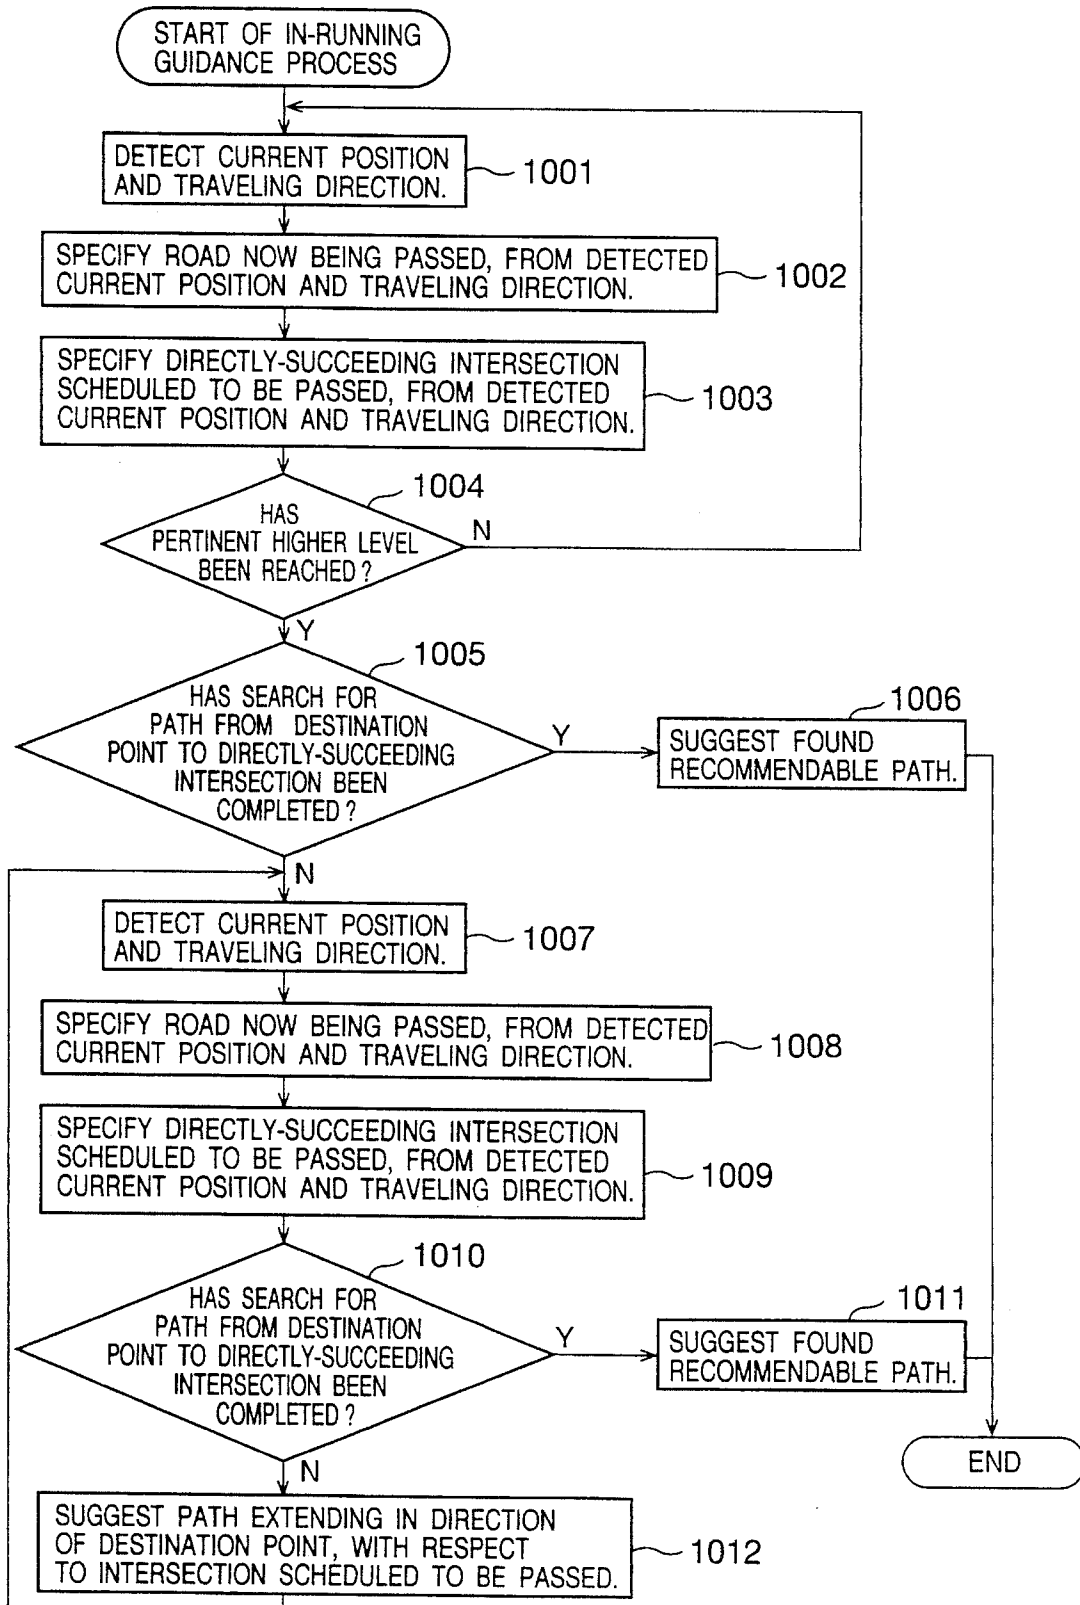 START OF IN-RUNNING
GUIDANCE PROCESS
DETECT CURRENT POSITION
AND TRAVELING DIRECTION.
1001
SPECIFY ROAD NOW BEING PASSED, FROM DETECTED
CURRENT POSITION AND TRAVELING DIRECTION.
1002
SPECIFY DIRECTLY-SUCCEEDING INTERSECTION
SCHEDULED TO BE PASSED, FROM DETECTED
CURRENT POSITION AND TRAVELING DIRECTION.
1003
1004
HAS
PERTINENT HIGHER LEVEL
BEEN REACHED?
N
Y
1005
HAS SEARCH FOR
PATH FROM DESTINATION
POINT TO DIRECTLY-SUCCEEDING
INTERSECTION BEEN
COMPLETED?
Y
1006
SUGGEST FOUND
RECOMMENDABLE PATH.
N
DETECT CURRENT POSITION
AND TRAVELING DIRECTION.
1007
SPECIFY ROAD NOW BEING PASSED, FROM DETECTED
CURRENT POSITION AND TRAVELING DIRECTION.
1008
SPECIFY DIRECTLY-SUCCEEDING INTERSECTION
SCHEDULED TO BE PASSED, FROM DETECTED
CURRENT POSITION AND TRAVELING DIRECTION.
1009
1010
HAS SEARCH FOR
PATH FROM DESTINATION
POINT TO DIRECTLY-SUCCEEDING
INTERSECTION BEEN
COMPLETED?
Y
1011
SUGGEST FOUND
RECOMMENDABLE PATH.
END
N
SUGGEST PATH EXTENDING IN DIRECTION
OF DESTINATION POINT, WITH RESPECT
TO INTERSECTION SCHEDULED TO BE PASSED.
1012